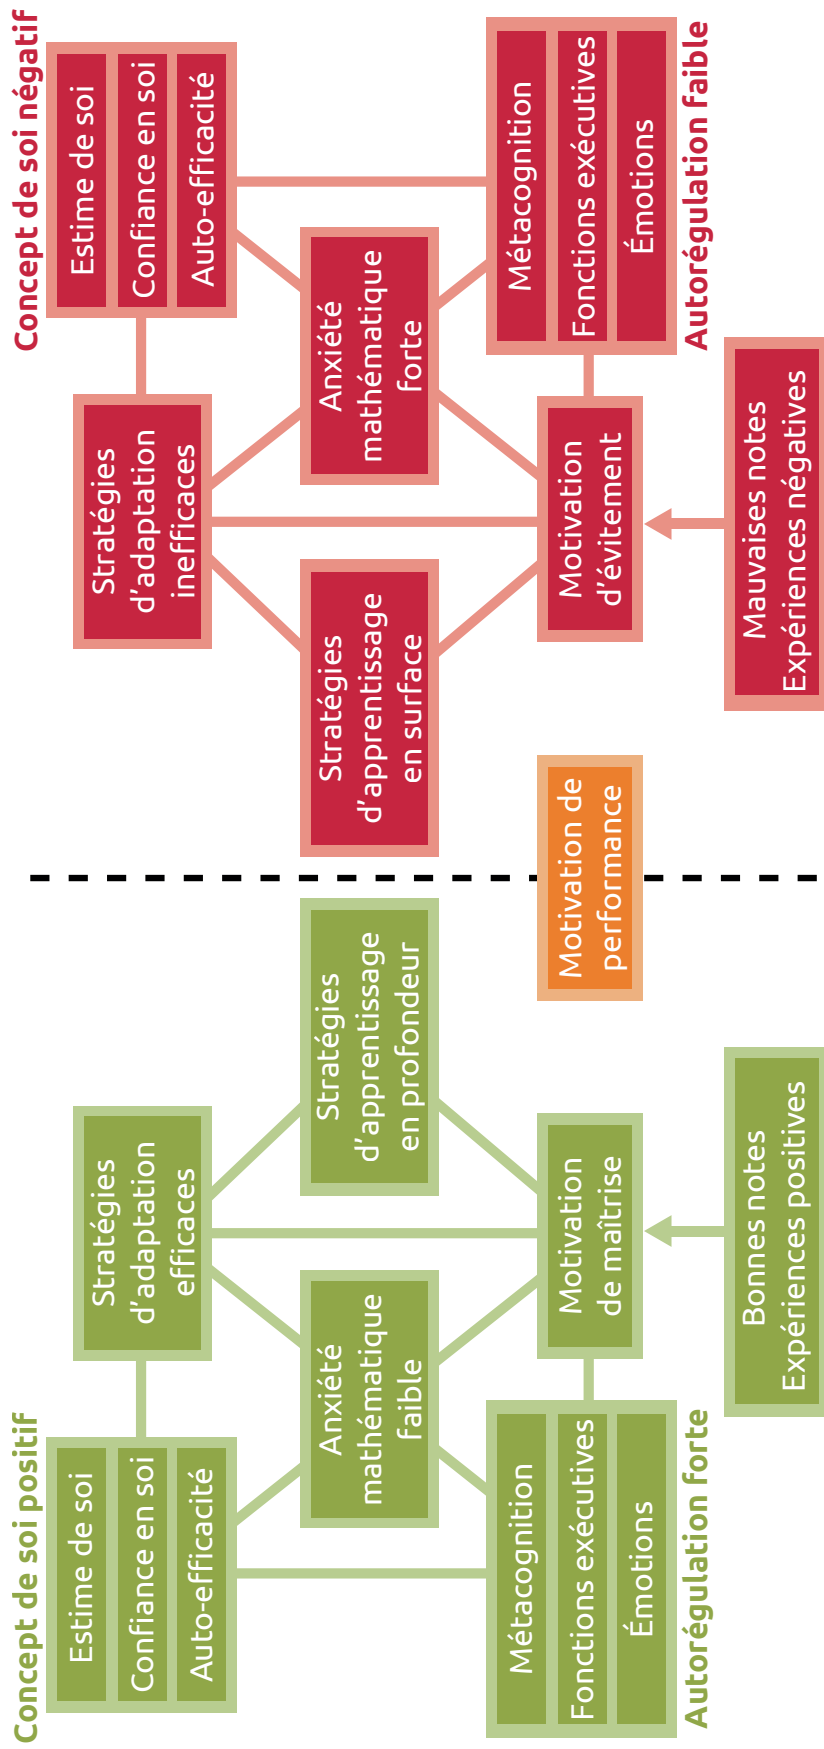 Concept de soi positif
Estime de soi
Confiance en soi
Auto-efficacité
Stratégies
d’adaptation
efficaces
Anxiété
mathématique
faible
Stratégies
d’apprentissage
en profondeur
Métacognition
Fonctions exécutives
Émotions
Autorégulation forte
Motivation
de maîtrise
Bonnes notes
Expériences positives
Motivation de
performance
Concept de soi négatif
Estime de soi
Confiance en soi
Auto-efficacité
Stratégies
d’adaptation
inefficaces
Stratégies
d’apprentissage
en surface
Anxiété
mathématique
forte
Motivation
d’évitement
Métacognition
Fonctions exécutives
Émotions
Autorégulation faible
Mauvaises notes
Expériences négatives